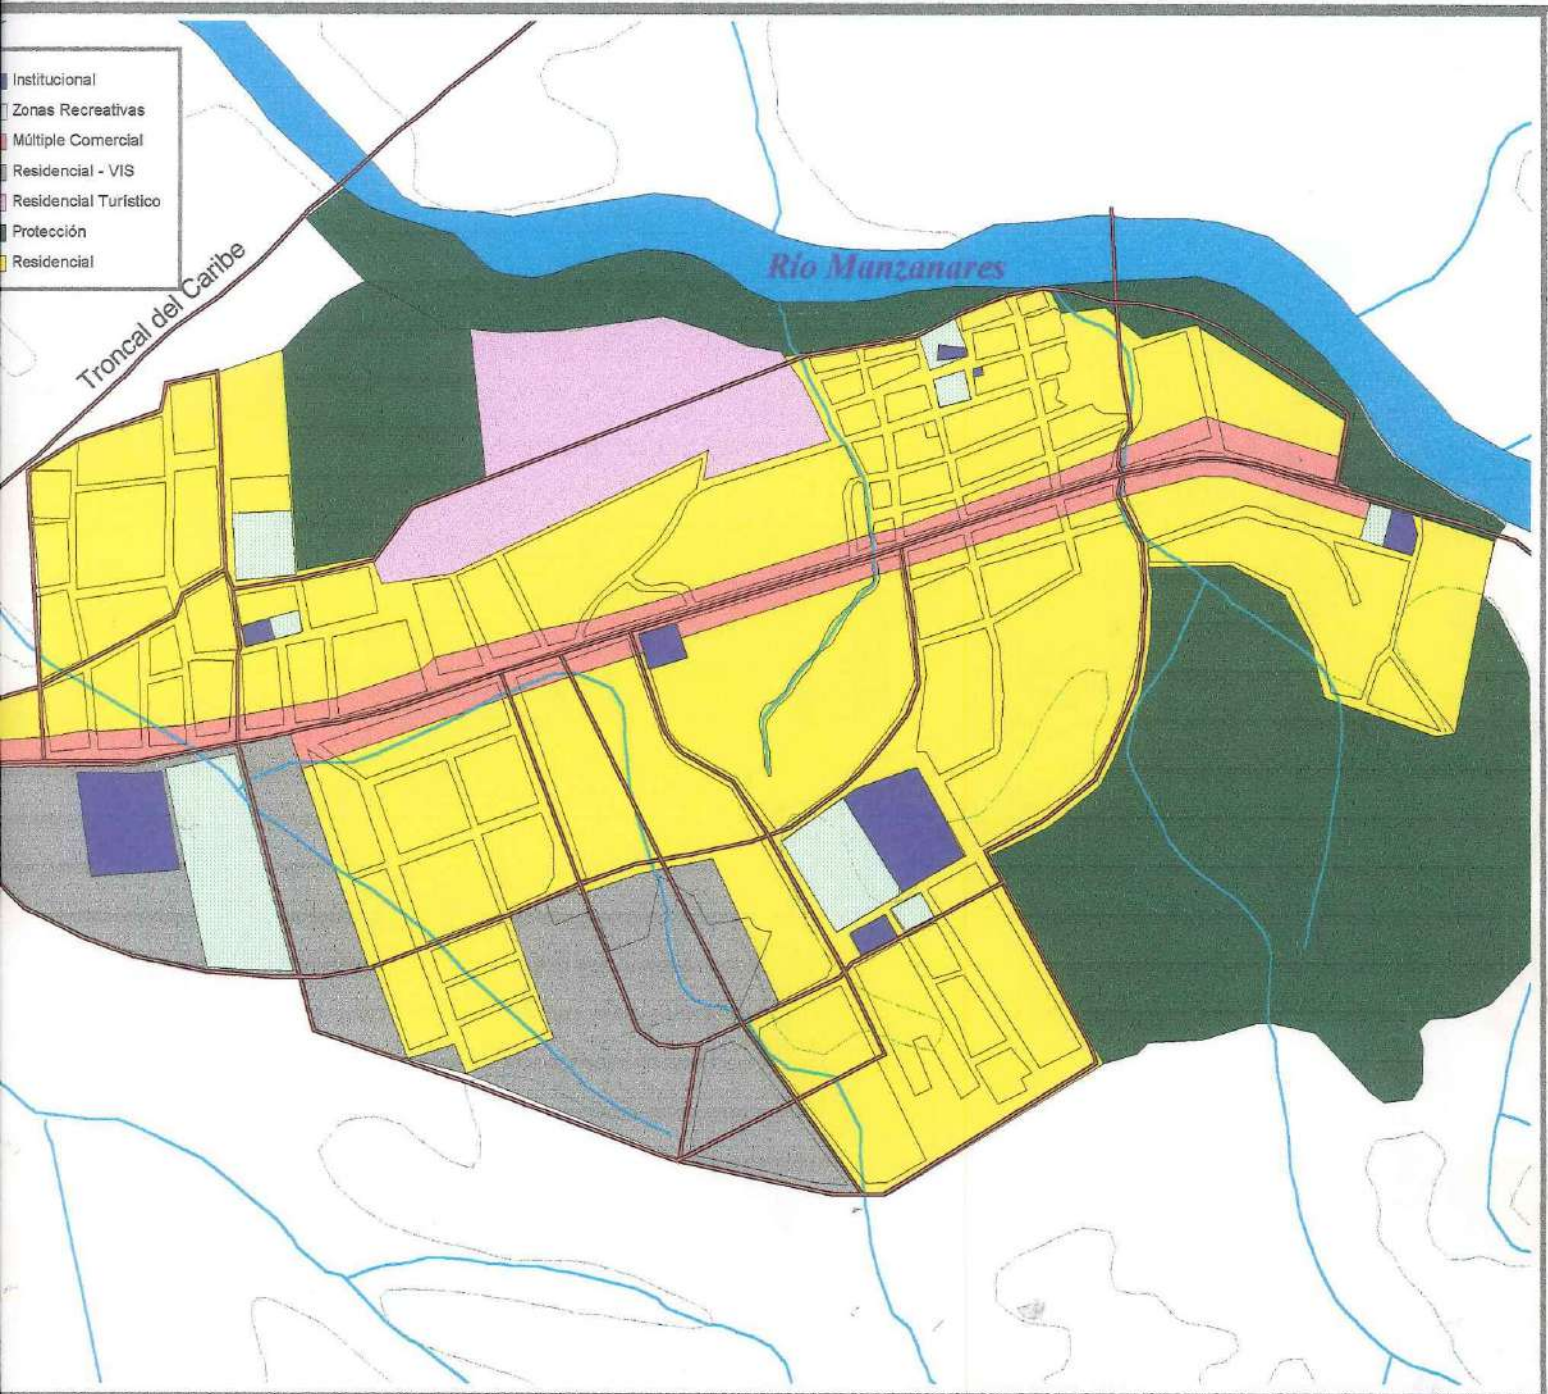 Institucional
Zonas Recreativas
Múltiple Comercial
Residencial - VIS
Residencial Turístico
Protección
Residencial
Troncal del Caribe
Río Manzanares